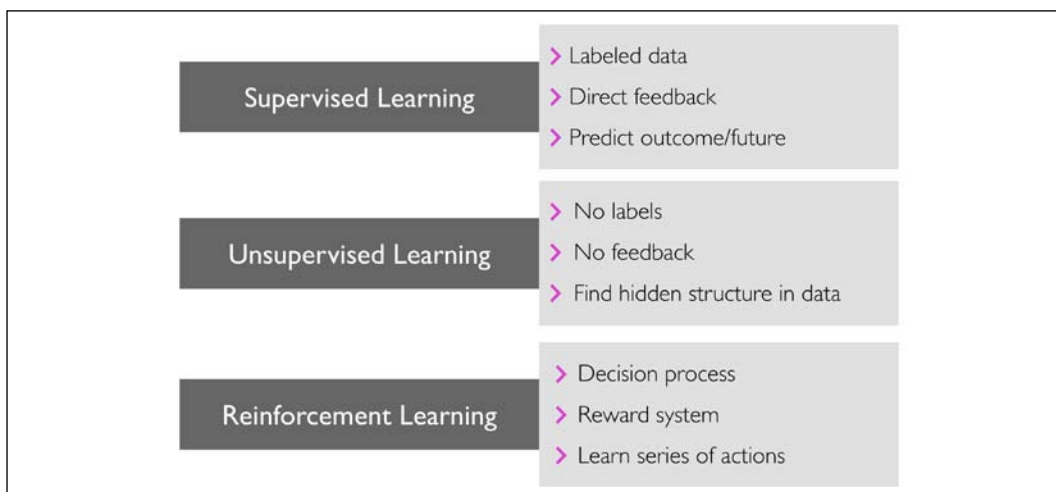 Supervised Learning
Labeled data
Direct feedback
Predict outcome/future
Unsupervised Learning
No labels
No feedback
Find hidden structure in data
Reinforcement Learning
Decision process
Reward system
Learn series of actions